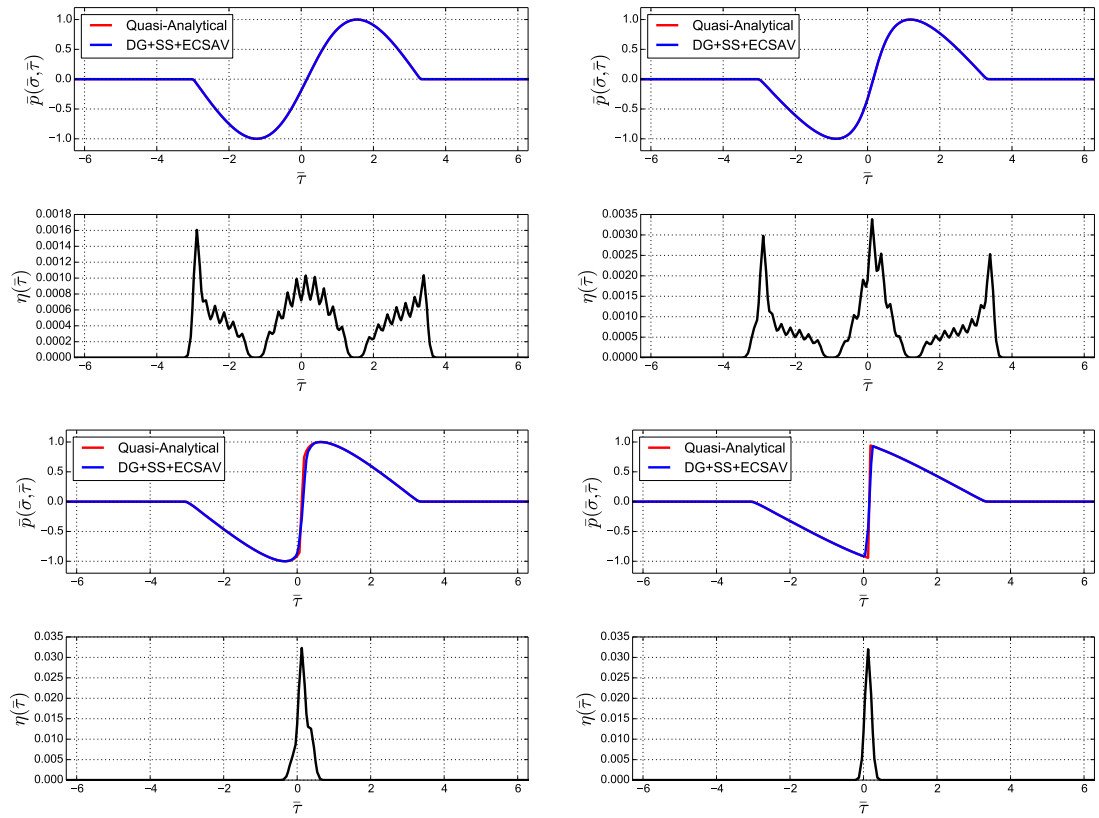 1.0 0.5 0.0 −0.5 −1.0
p̄(σ̄,τ̄)
Quasi-Analytical
DG+SS+ECSAV
−6 −4 −2 0 2 4 6
τ̄
1.0 0.5 0.0 −0.5 −1.0
p̄(σ̄,τ̄)
Quasi-Analytical
DG+SS+ECSAV
−6 −4 −2 0 2 4 6
τ̄
0.0018 0.0016 0.0014 0.0012 0.0010 0.0008 0.0006 0.0004 0.0002 0.0000
η(τ̄)
−6 −4 −2 0 2 4 6
τ̄
0.0035 0.0030 0.0025 0.0020 0.0015 0.0010 0.0005 0.0000
η(τ̄)
−6 −4 −2 0 2 4 6
τ̄
1.0 0.5 0.0 −0.5 −1.0
p̄(σ̄,τ̄)
Quasi-Analytical
DG+SS+ECSAV
−6 −4 −2 0 2 4 6
τ̄
1.0 0.5 0.0 −0.5 −1.0
p̄(σ̄,τ̄)
Quasi-Analytical
DG+SS+ECSAV
−6 −4 −2 0 2 4 6
τ̄
0.035 0.030 0.025 0.020 0.015 0.010 0.005 0.000
η(τ̄)
−6 −4 −2 0 2 4 6
τ̄
0.035 0.030 0.025 0.020 0.015 0.010 0.005 0.000
η(τ̄)
−6 −4 −2 0 2 4 6
τ̄